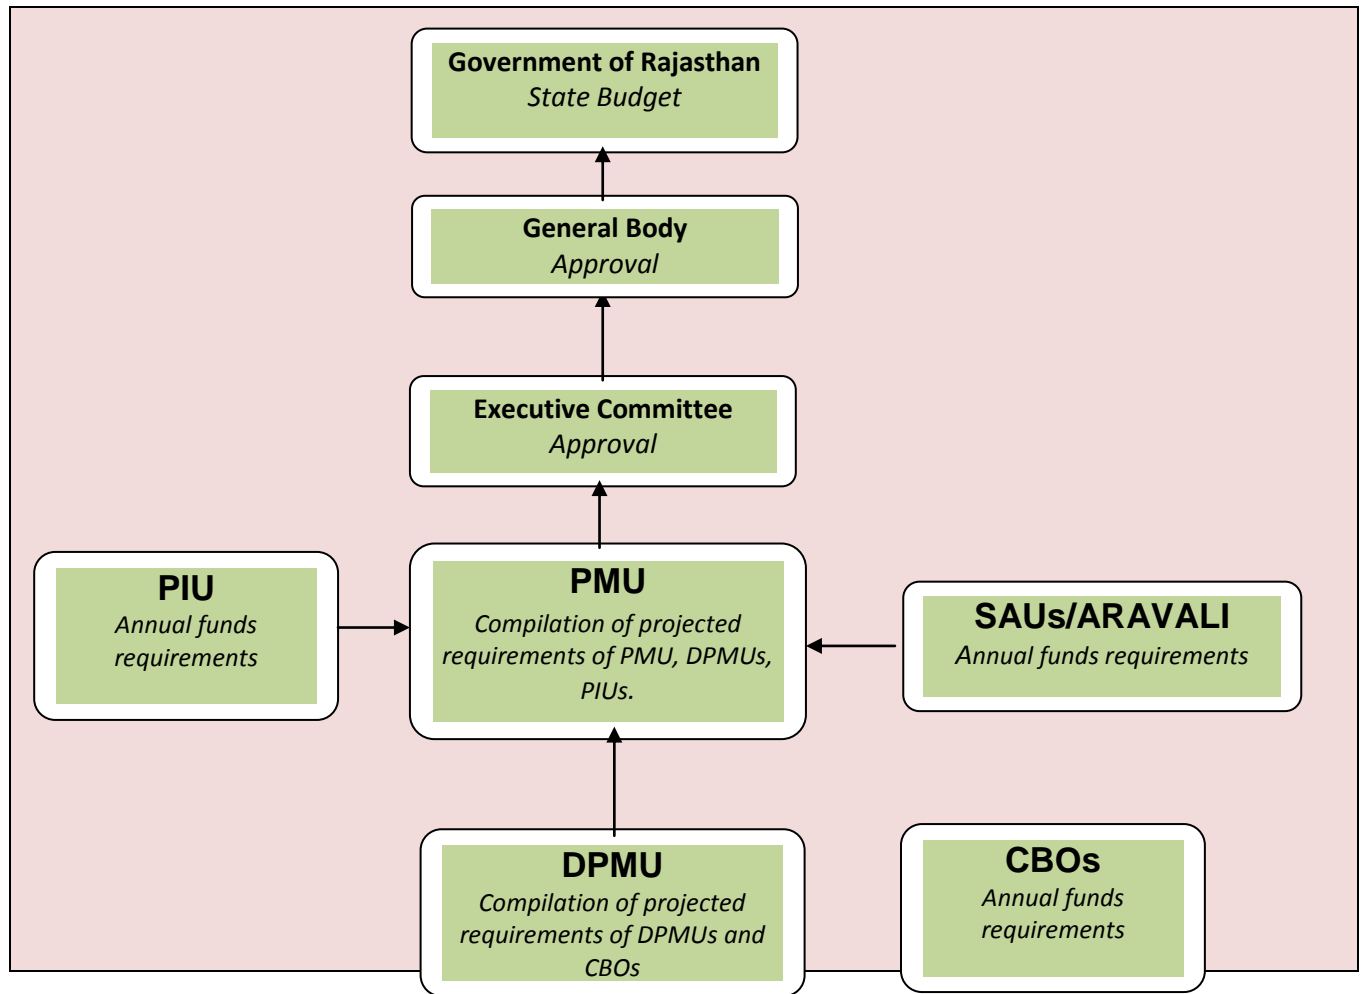 Government of Rajasthan
State Budget
General Body
Approval
Executive Committee
Approval
PIU
Annual funds
requirements
PMU
Compilation of projected
requirements of PMU, DPMUs,
PIUs.
SAUs/ARAVALI
Annual funds requirements
DPMU
Compilation of projected
requirements of DPMUs and
CBOs
CBOs
Annual funds
requirements